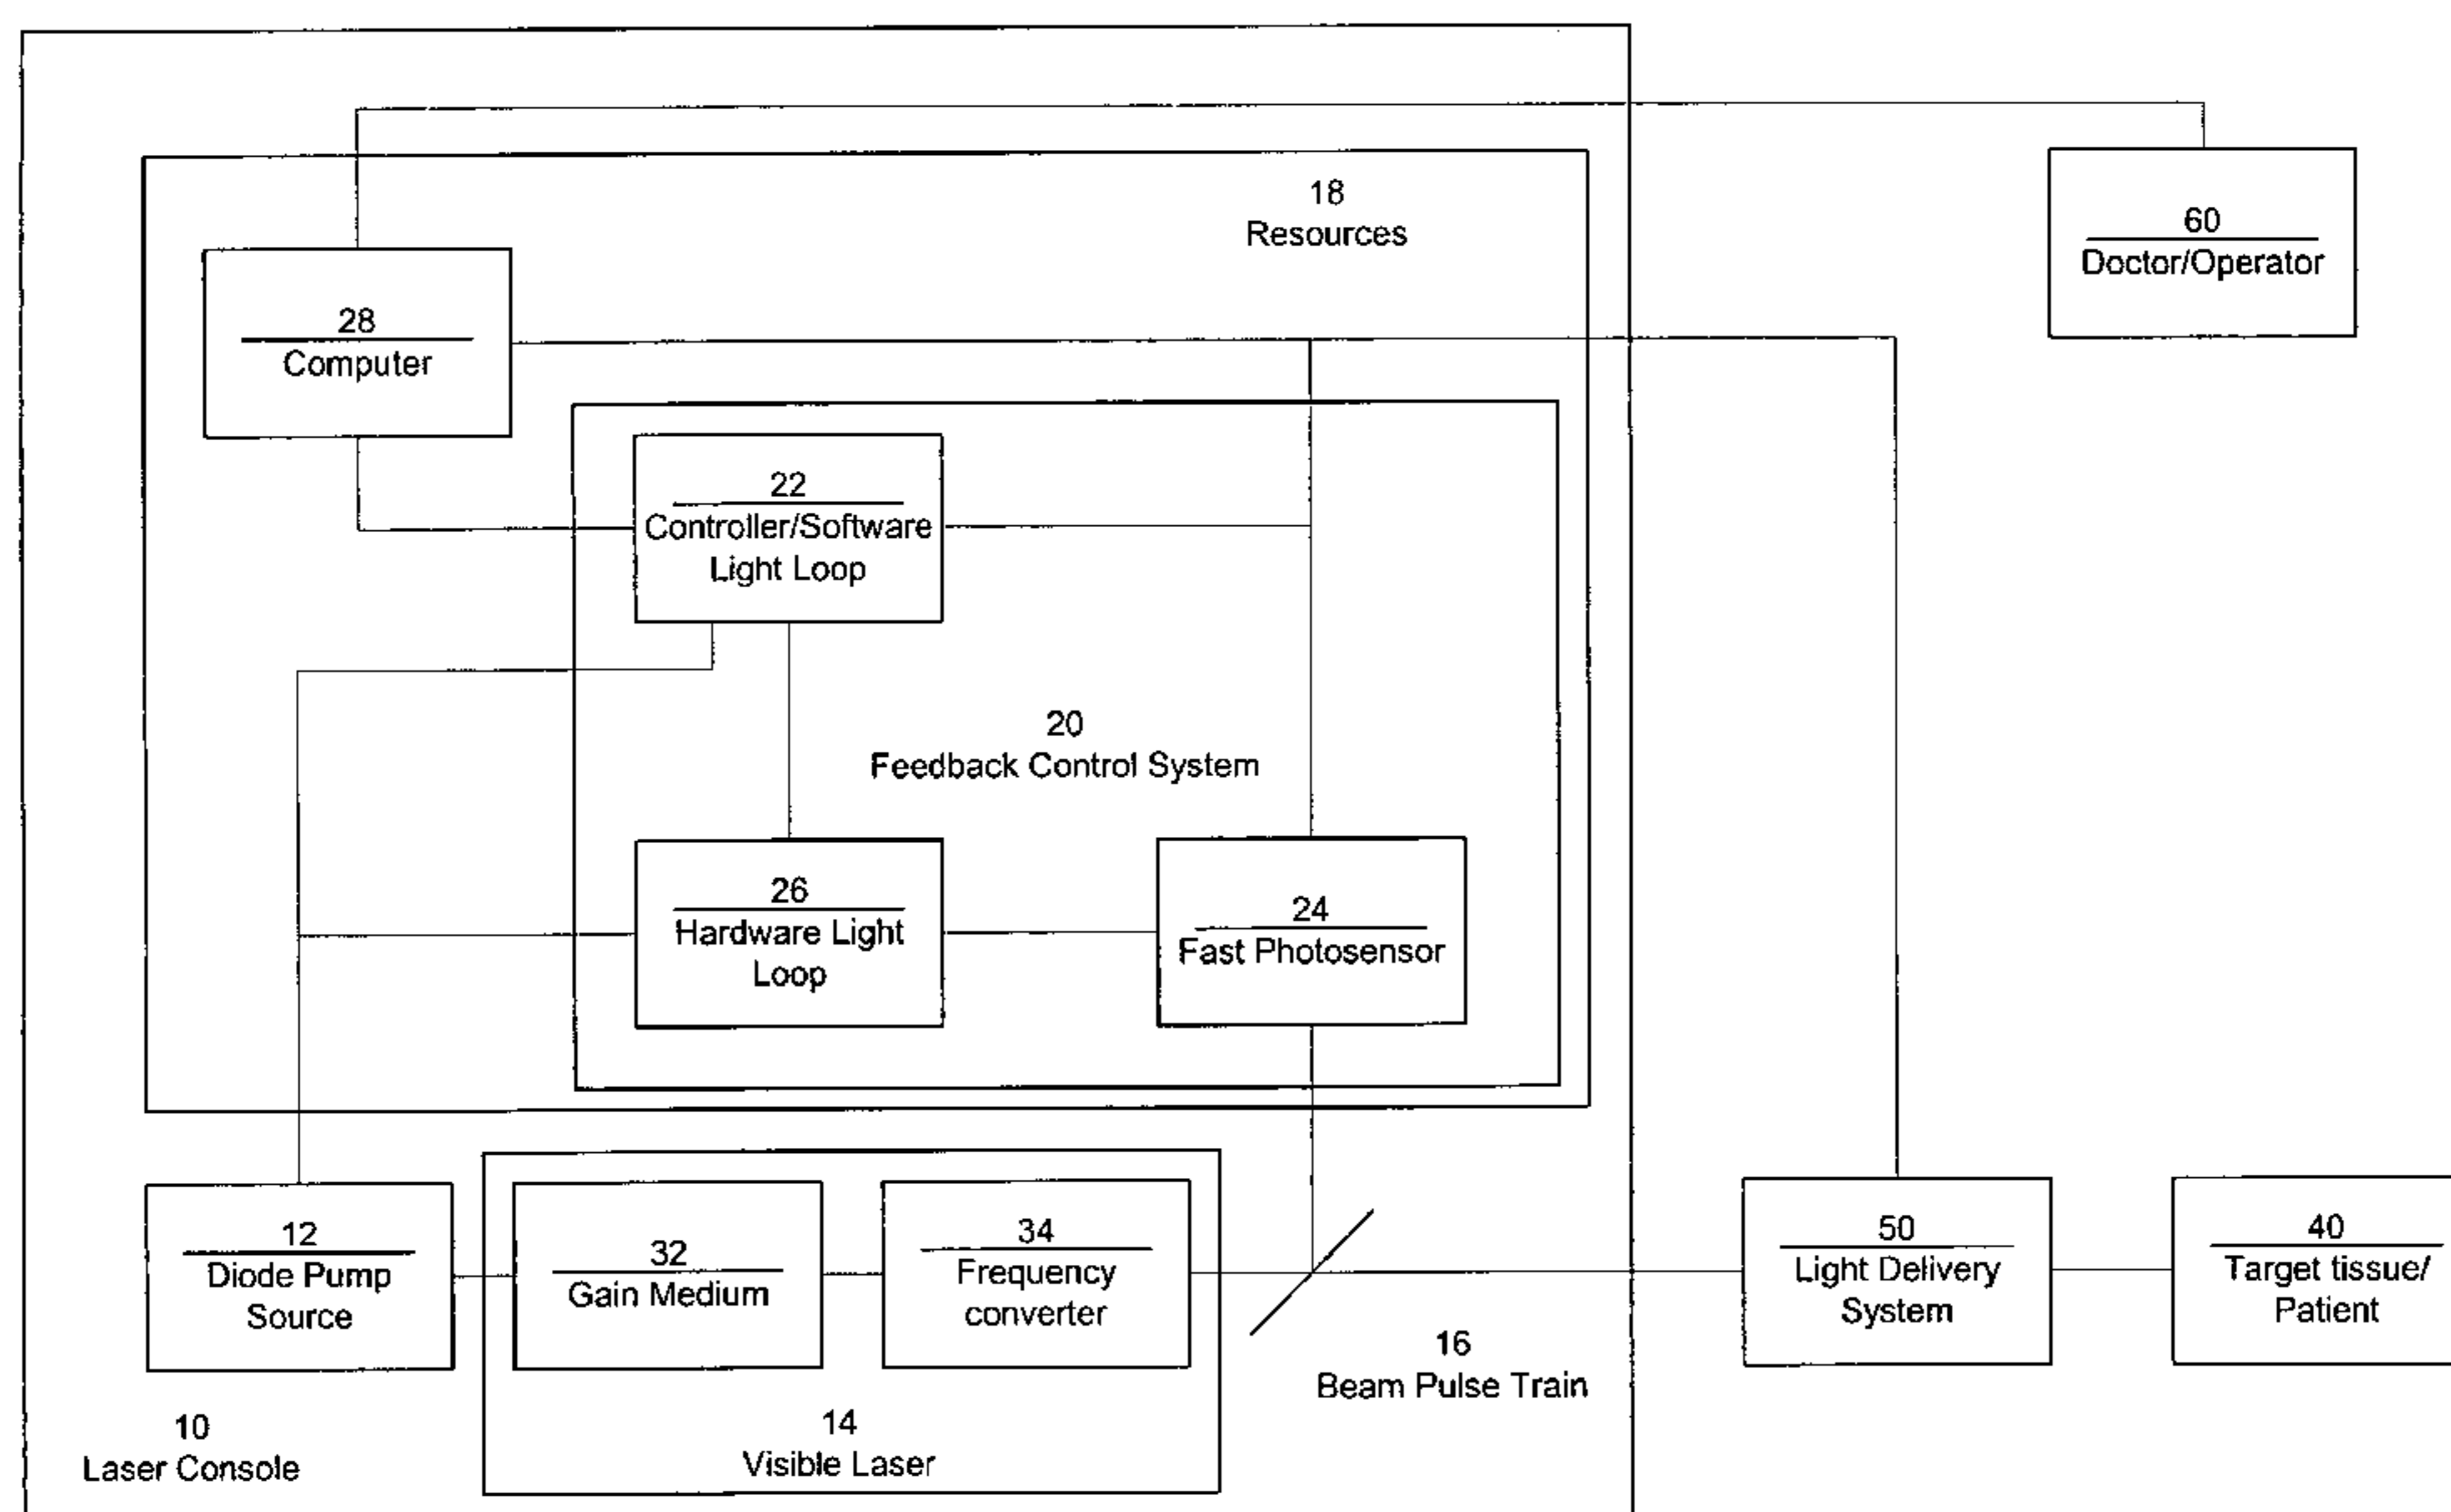 18
Resources
60
Doctor/Operator
28
Computer
22
Controller/Software
Light Loop
20
Feedback Control System
26
Hardware Light
Loop
24
Fast Photosensor
12
Diode Pump
Source
32
Gain Medium
34
Frequency
converter
50
Light Delivery
System
40
Target tissue/
Patient
16
Beam Pulse Train
10
Laser Console
14
Visible Laser